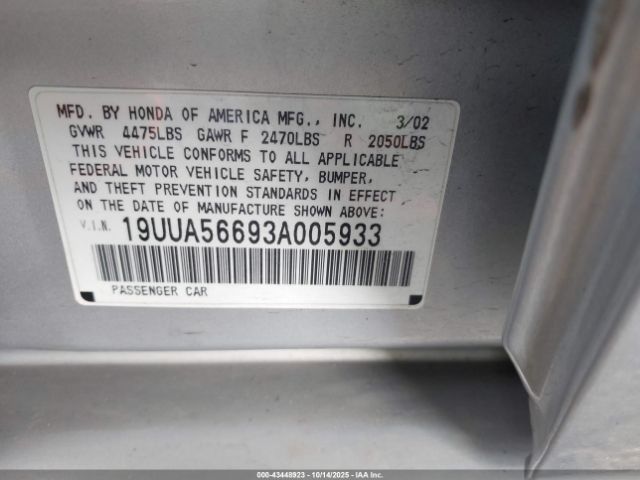 MFD. BY HONDA OF AMERICA MFG., INC. 3/02
GVWR 4475LBS GAWR F 2470LBS R 2050LBS
THIS VEHICLE CONFORMS TO ALL APPLICABLE
FEDERAL MOTOR VEHICLE SAFETY, BUMPER,
AND THEFT PREVENTION STANDARDS IN EFFECT
ON THE DATE OF MANUFACTURE SHOWN ABOVE:
V.I.N. 19UUA56693A005933
PASSENGER CAR
000-43448923 | 10/14/2025 | IAA Inc.